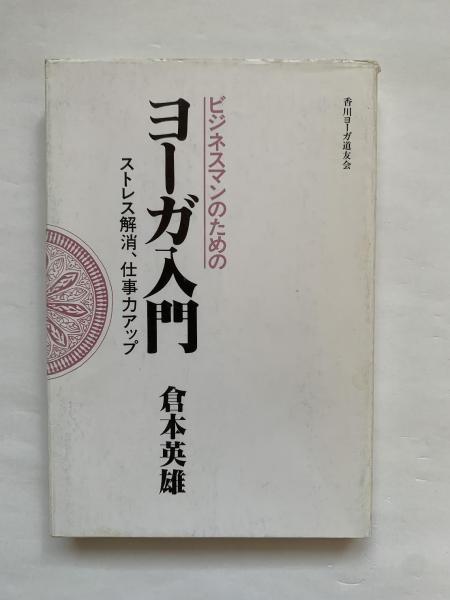 香川ヨーガ道友会
ビジネスマンのための
ヨーガ入門
ストレス解消、仕事力アップ
倉本英雄